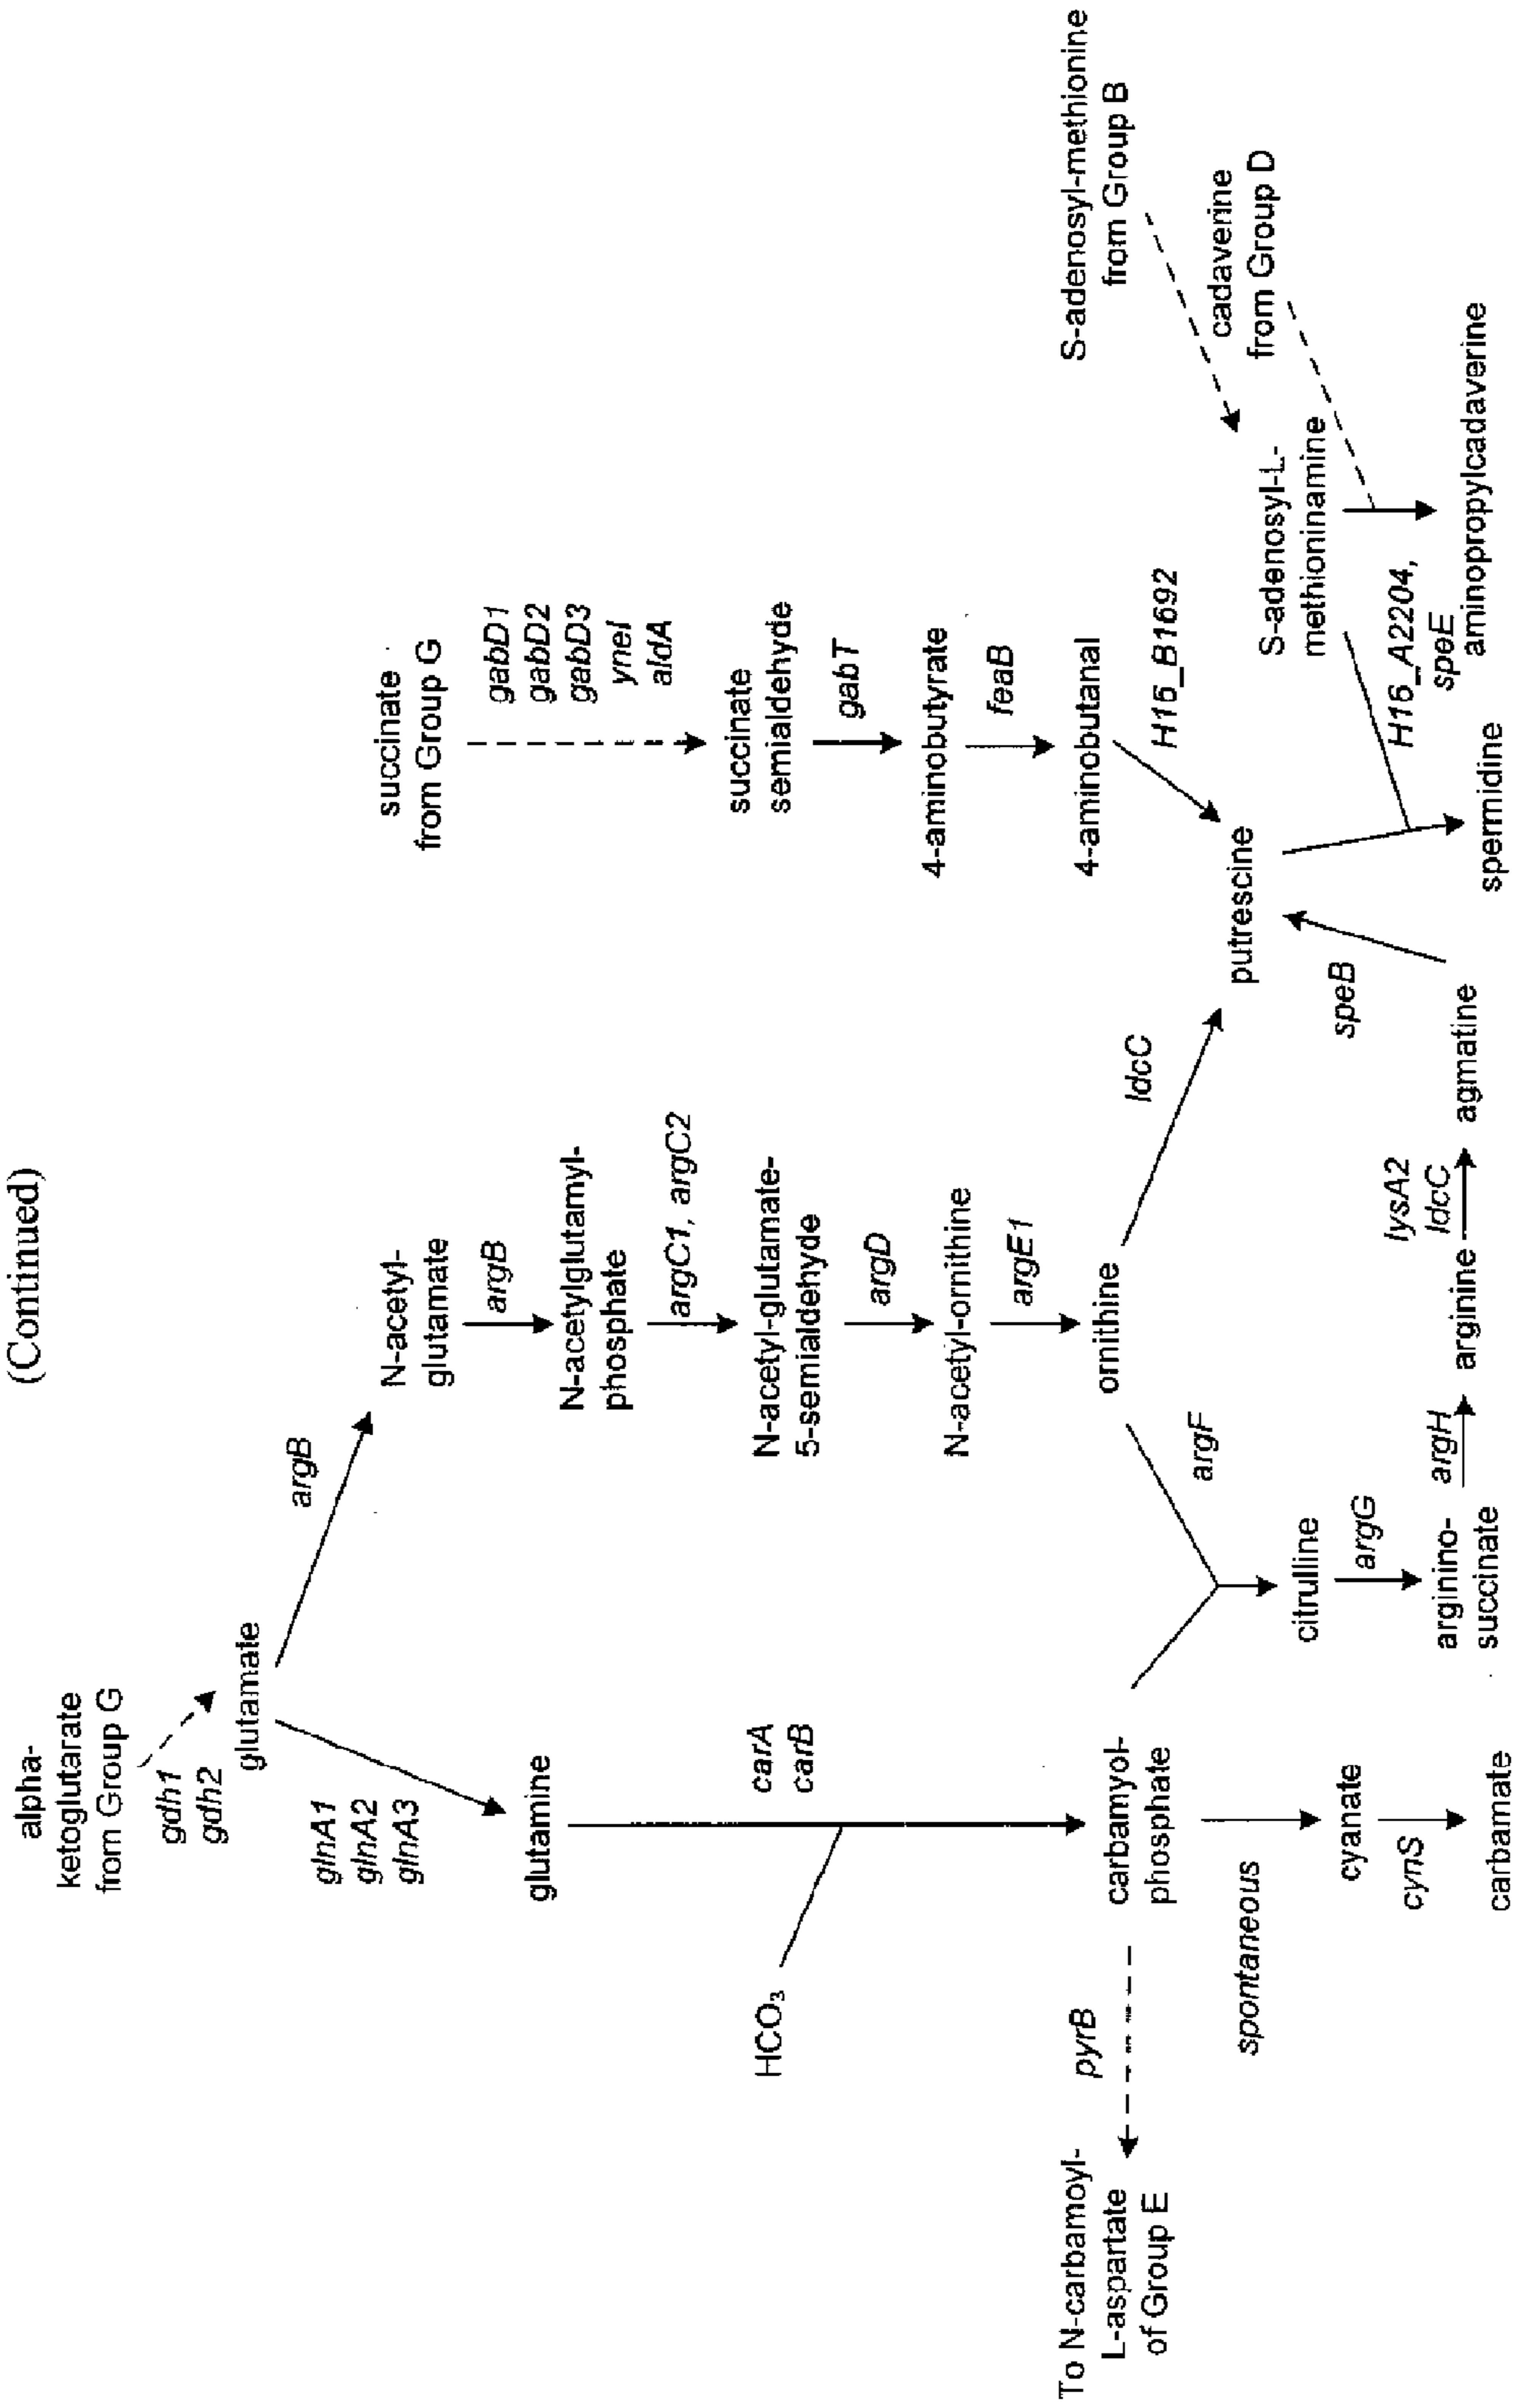 (Continued)
alpha-
ketoglutarate
from Group G
gdh1
gdh2
glutamate
argB
glnA1
glnA2
glnA3
glutamine
HCO3
carA
carB
carbamyol-
phosphate
pyrB
To N-carbamoyl-
L-aspartate
of Group E
spontaneous
cyanate
cynS
carbamate
N-acetyl-
glutamate
argB
N-acetylglutamyl-
phosphate
argC1, argC2
N-acetyl-glutamate-
5-semialdehyde
argD
N-acetyl-ornithine
argE1
ornithine
argF
citrulline
argG
arginino-
succinate
argH
arginine
lysA2
ldcC
agmatine
speB
ldcC
putrescine
succinate
from Group G
gabD1
gabD2
gabD3
yneI
aldA
succinate
semialdehyde
gabT
4-aminobutyrate
feaB
4-aminobutanal
H16_B1692
S-adenosyl-methionine
from Group B
cadaverine
from Group D
S-adenosyl-L-
methioninamine
H16_A2204,
speE
spermidine
aminopropylcadaverine